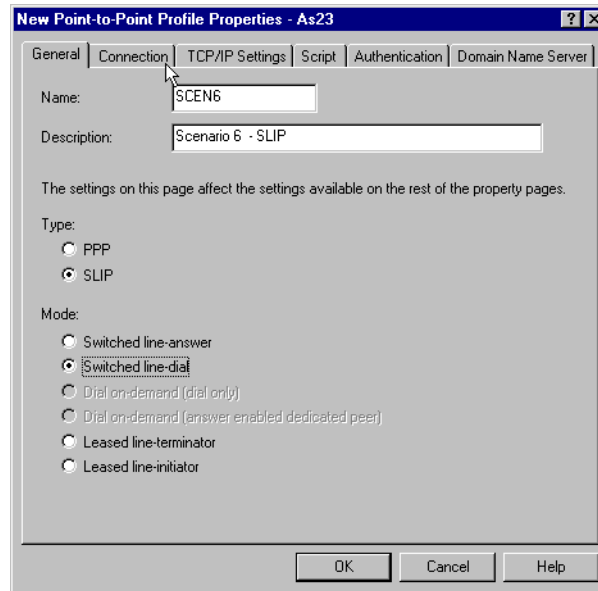 New Point-to-Point Profile Properties - As23
General Connection TCP/IP Settings Script Authentication Domain Name Server
Name: SCEN6
Description: Scenario 6 - SLIP
The settings on this page affect the settings available on the rest of the property pages.
Type:
PPP
SLIP
Mode:
Switched line-answer
Switched line-dial
Dial on-demand (dial only)
Dial on-demand (answer enabled dedicated peer)
Leased line-terminator
Leased line-initiator
OK Cancel Help